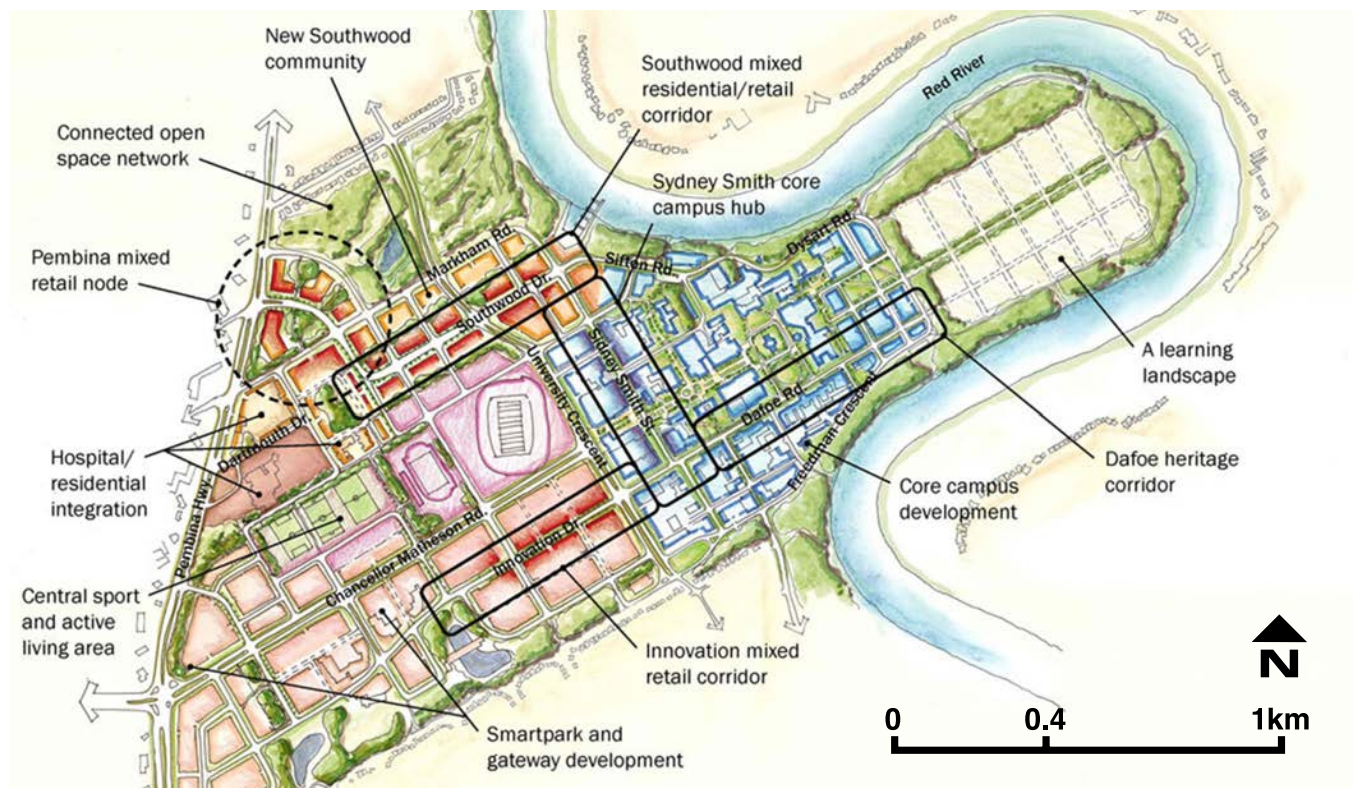 New Southwood
community
Southwood mixed
residential/retail
corridor
Red River
Connected open
space network
Sydney Smith core
campus hub
Pembina mixed
retail node
Markham Rd.
Sifton Rd.
Dysart Rd.
Southwood Dr.
Sidney Smith St.
University Crescent
Dafoe Rd.
Freedman Crescent
A learning
landscape
Dartmouth Dr.
Hospital/
residential
integration
Pembina Hwy.
Dafoe heritage
corridor
Core campus
development
Chancellor Matheson Rd.
Innovation Dr.
Central sport
and active
living area
Innovation mixed
retail corridor
Smartpark and
gateway development
N
0 0.4 1km